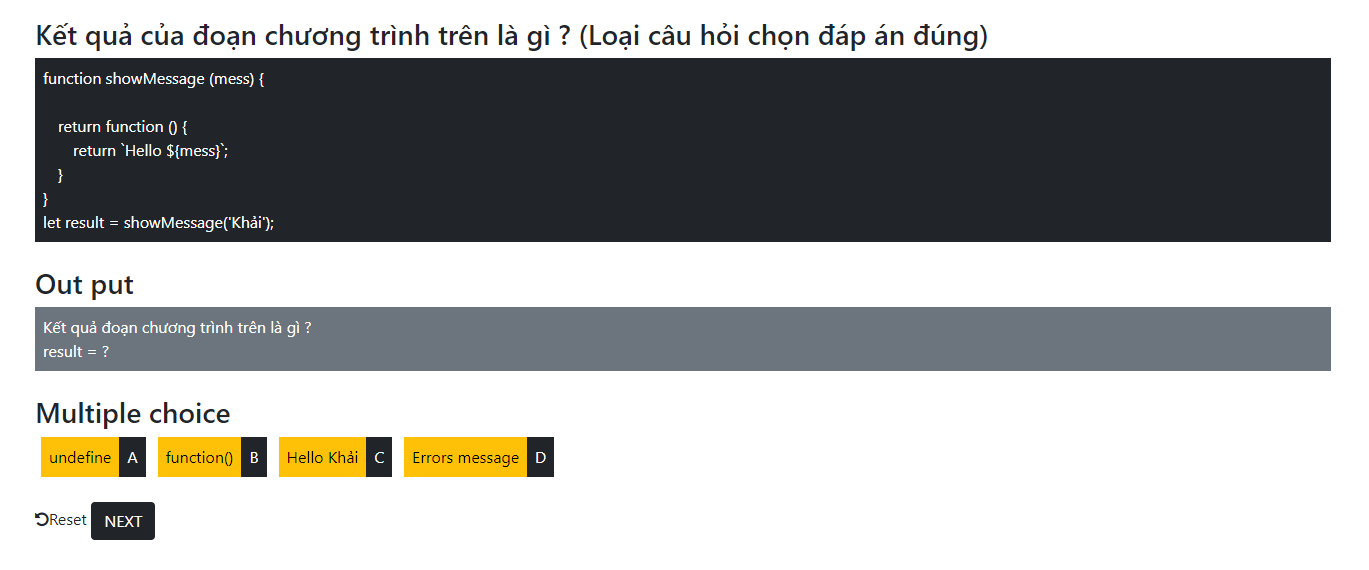 Kết quả của đoạn chương trình trên là gì ? (Loại câu hỏi chọn đáp án đúng)
function showMessage (mess) {
return function () {
return `Hello ${mess}`;
}
}
let result = showMessage('Khải');
Out put
Kết quả đoạn chương trình trên là gì ?
result = ?
Multiple choice
undefine A function() B Hello Khải C Errors message D
Reset NEXT